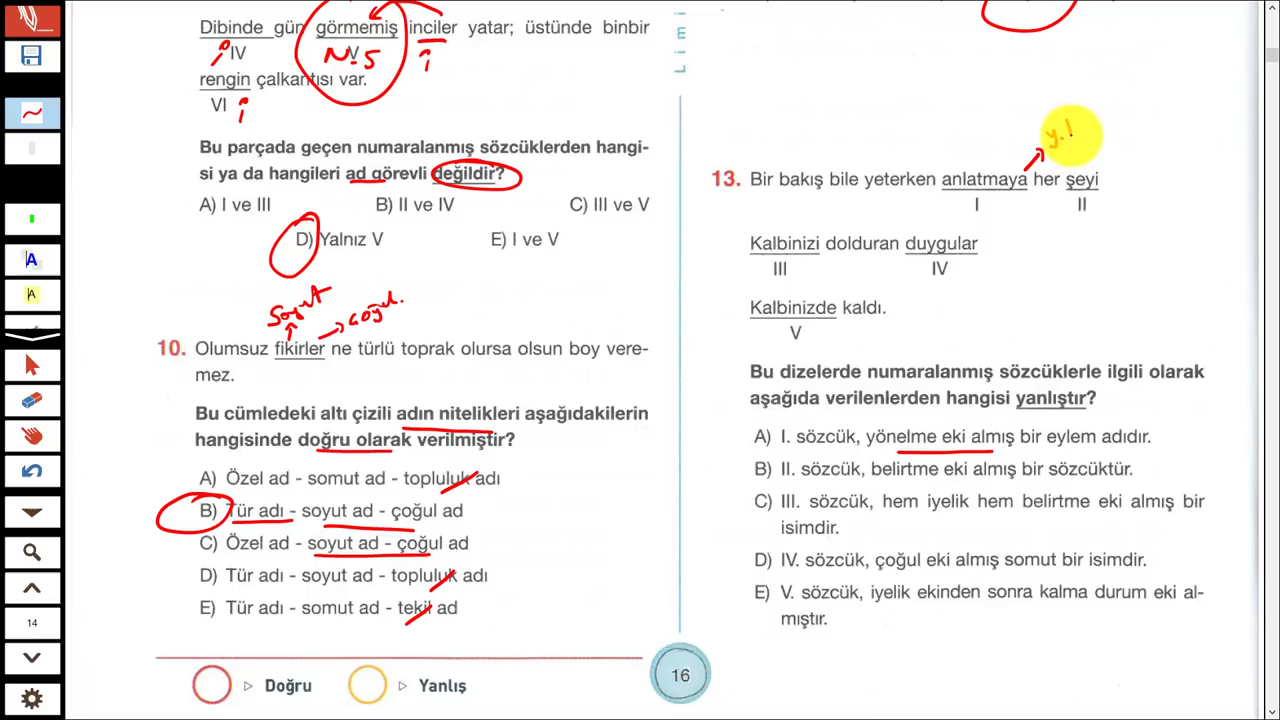 Dibinde gün görmemiş inciler yatar; üstünde binbir
IV
V
N.S
rengin çalkantısı var.
VI
Bu parçada geçen numaralanmış sözcüklerden hangi-
si ya da hangileri ad görevli değildir?
A) I ve III
B) II ve IV
C) III ve V
D) Yalnız V
E) I ve V
soyut
çoğul.
10. Olumsuz fikirler ne türlü toprak olursa olsun boy vere-
mez.
Bu cümledeki altı çizili adın nitelikleri aşağıdakilerin
hangisinde doğru olarak verilmiştir?
A) Özel ad - somut ad - topluluk adı
B) Tür adı - soyut ad - çoğul ad
C) Özel ad - soyut ad - çoğul ad
D) Tür adı - soyut ad - topluluk adı
E) Tür adı - somut ad - tekil ad
Doğru
Yanlış
Limi
16
13. Bir bakış bile yeterken anlatmaya her şeyi
I
II
Kalbinizi dolduran duygular
III
IV
Kalbinizde kaldı.
V
Bu dizelerde numaralanmış sözcüklerle ilgili olarak
aşağıda verilenlerden hangisi yanlıştır?
A) I. sözcük, yönelme eki almış bir eylem adıdır.
B) II. sözcük, belirtme eki almış bir sözcüktür.
C) III. sözcük, hem iyelik hem belirtme eki almış bir
isimdir.
D) IV. sözcük, çoğul eki almış somut bir isimdir.
E) V. sözcük, iyelik ekinden sonra kalma durum eki al-
mıştır.
A
A
14